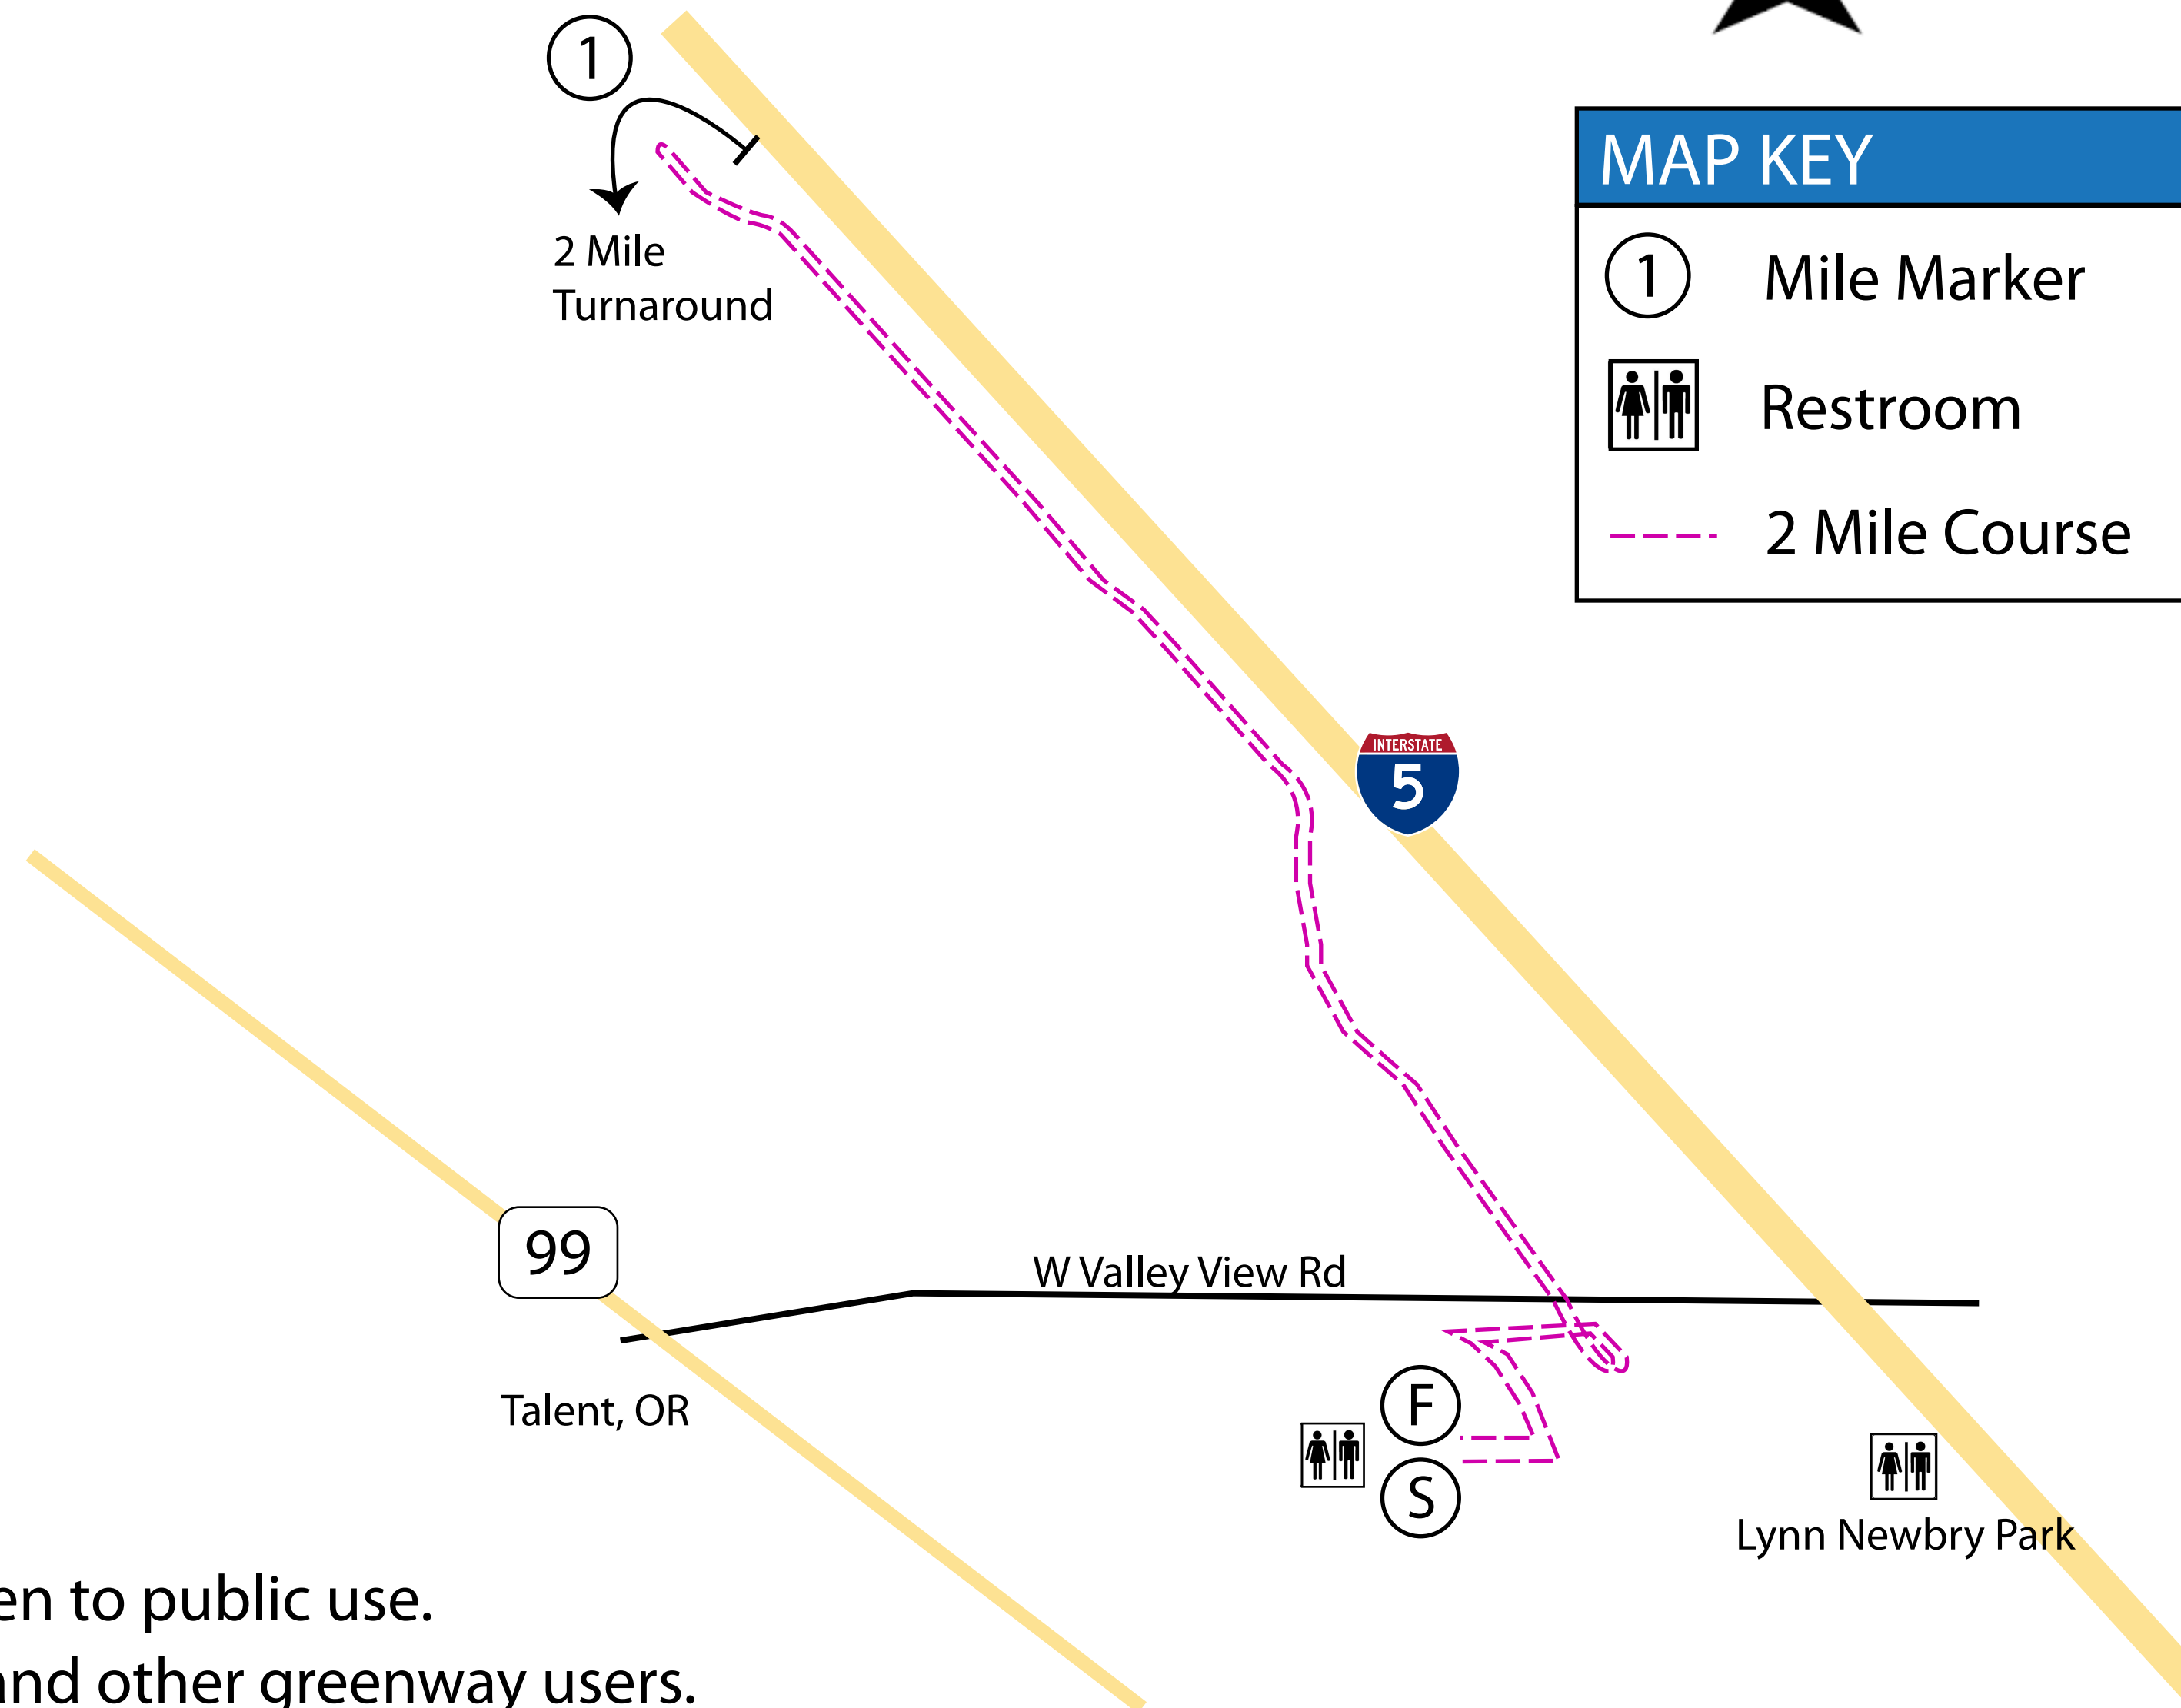 1
2 Mile
Turnaround
MAP KEY
1
Mile Marker
Restroom
2 Mile Course
INTERSTATE
5
99
W Valley View Rd
Talent, OR
F
S
Lynn Newbry Park
en to public use.
nd other greenway users.